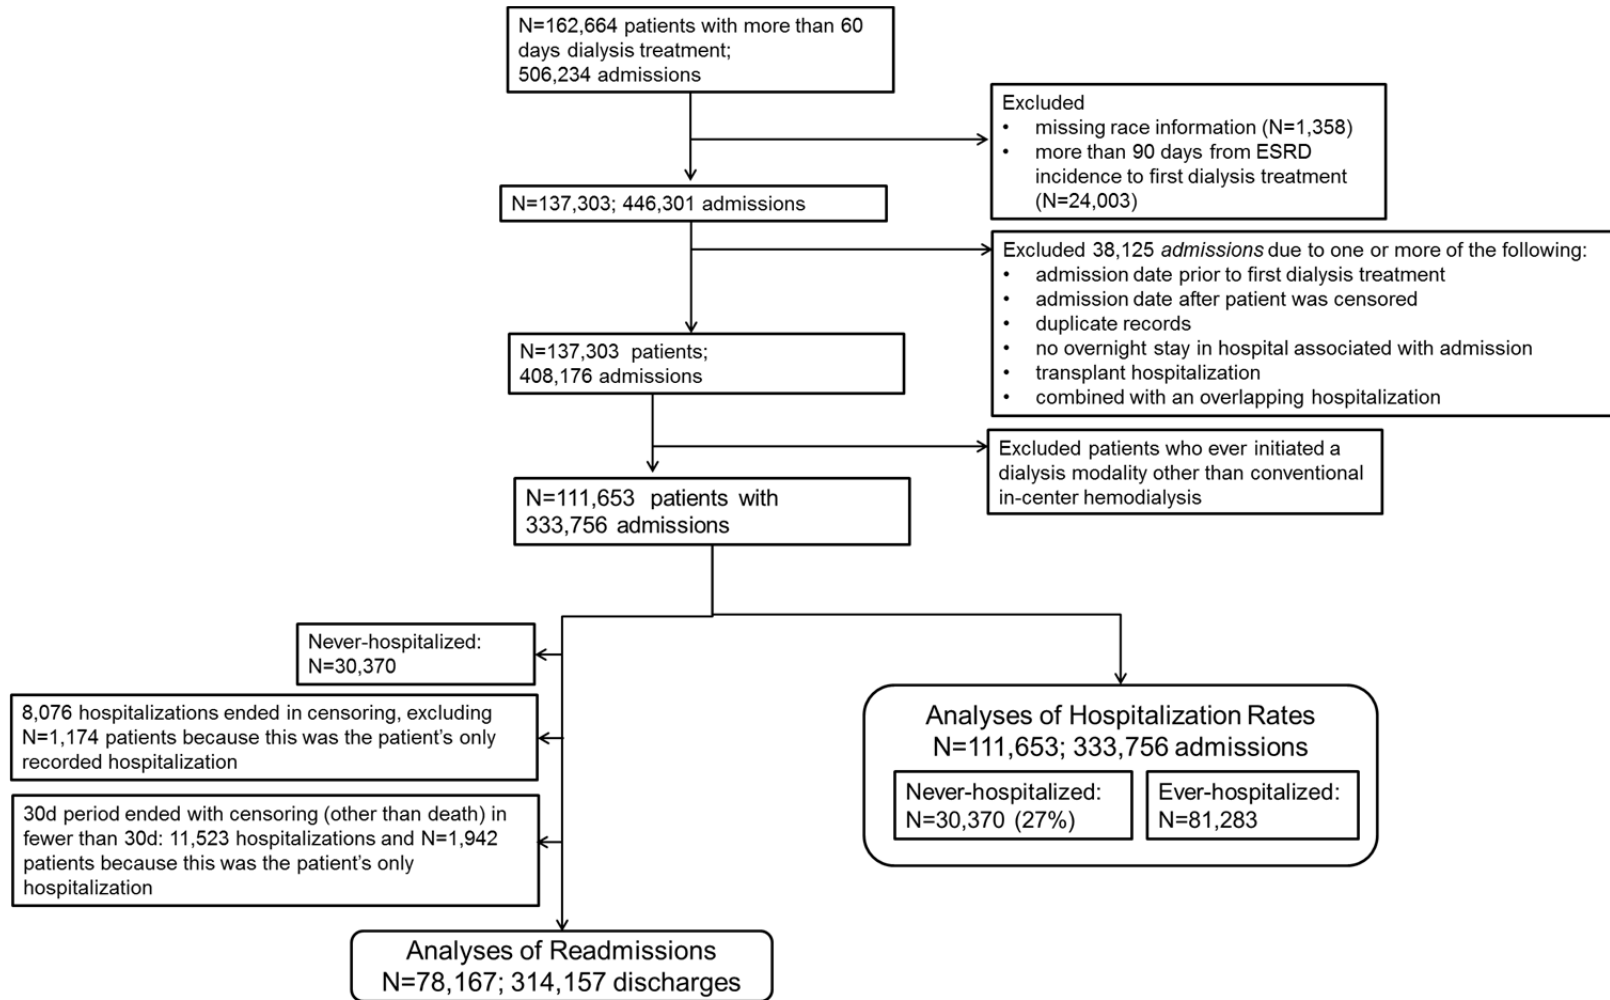 N=162,664 patients with more than 60
days dialysis treatment;
506,234 admissions
Excluded
• missing race information (N=1,358)
• more than 90 days from ESRD
incidence to first dialysis treatment
(N=24,003)
N=137,303; 446,301 admissions
Excluded 38,125 admissions due to one or more of the following:
• admission date prior to first dialysis treatment
• admission date after patient was censored
• duplicate records
• no overnight stay in hospital associated with admission
• transplant hospitalization
• combined with an overlapping hospitalization
N=137,303 patients;
408,176 admissions
Excluded patients who ever initiated a
dialysis modality other than conventional
in-center hemodialysis
N=111,653 patients with
333,756 admissions
Never-hospitalized:
N=30,370
8,076 hospitalizations ended in censoring, excluding
N=1,174 patients because this was the patient's only
recorded hospitalization
30d period ended with censoring (other than death) in
fewer than 30d: 11,523 hospitalizations and N=1,942
patients because this was the patient's only
hospitalization
Analyses of Hospitalization Rates
N=111,653; 333,756 admissions
Never-hospitalized:
N=30,370 (27%)
Ever-hospitalized:
N=81,283
Analyses of Readmissions
N=78,167; 314,157 discharges